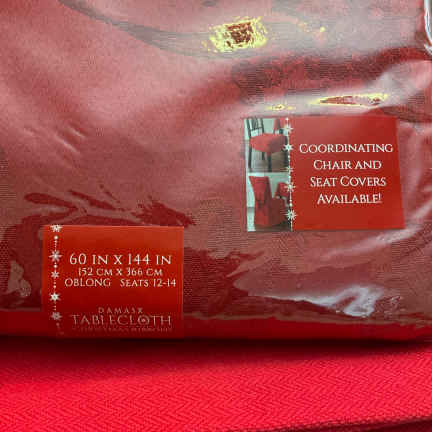 Coordinating
Chair and
Seat Covers
Available!
60 IN X 144 IN
152 CM X 366 CM
OBLONG SEATS 12-14
DAMASK
TABLECLOTH